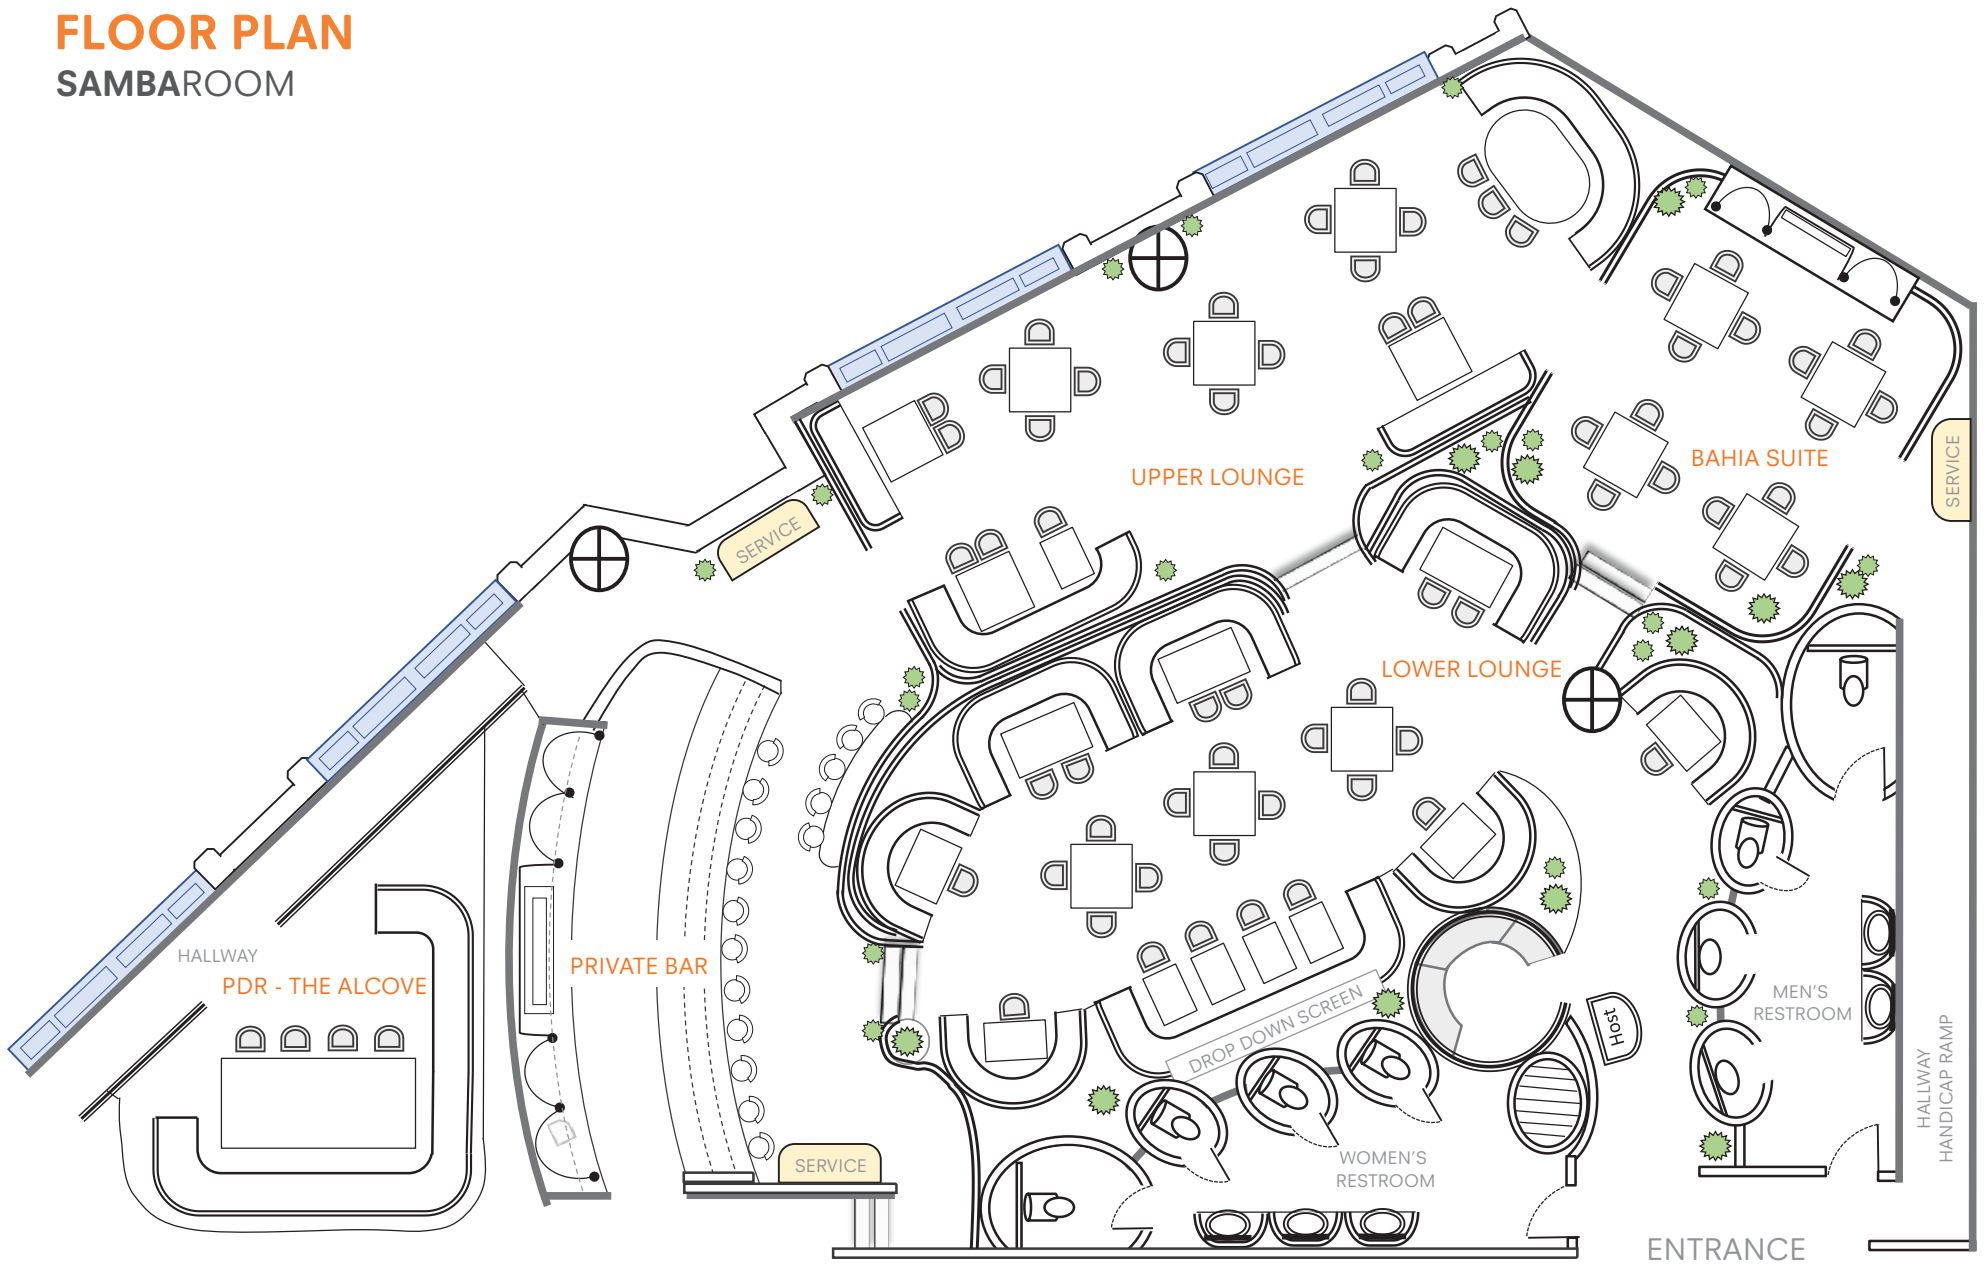 FLOOR PLAN
SAMBAROOM
UPPER LOUNGE
BAHIA SUITE
SERVICE
SERVICE
LOWER LOUNGE
HALLWAY
PDR - THE ALCOVE
PRIVATE BAR
DROP DOWN SCREEN
Host
MEN'S
RESTROOM
HALLWAY
HANDICAP RAMP
SERVICE
WOMEN'S
RESTROOM
ENTRANCE